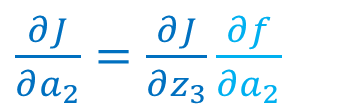 ∂J/∂a₂ = ∂J/∂z₃ ∂f/∂a₂